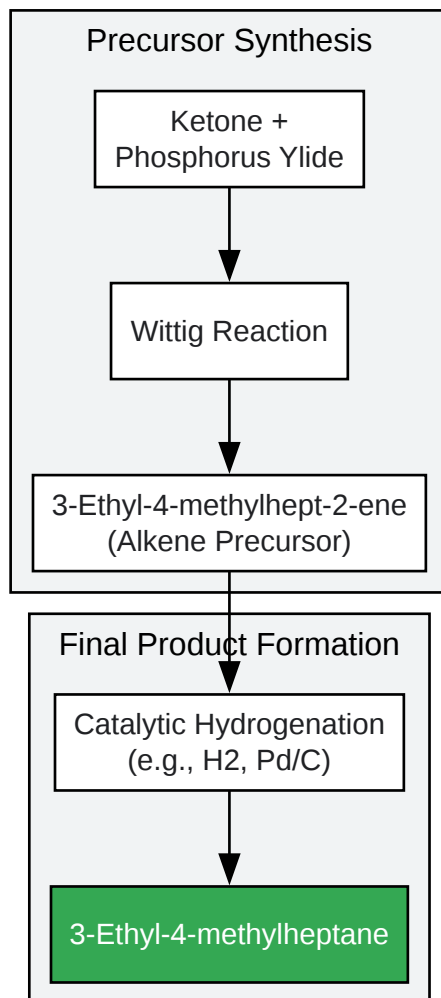 Precursor Synthesis
Ketone +
Phosphorus Ylide
Wittig Reaction
3-Ethyl-4-methylhept-2-ene
(Alkene Precursor)
Final Product Formation
Catalytic Hydrogenation
(e.g., H2, Pd/C)
3-Ethyl-4-methylheptane